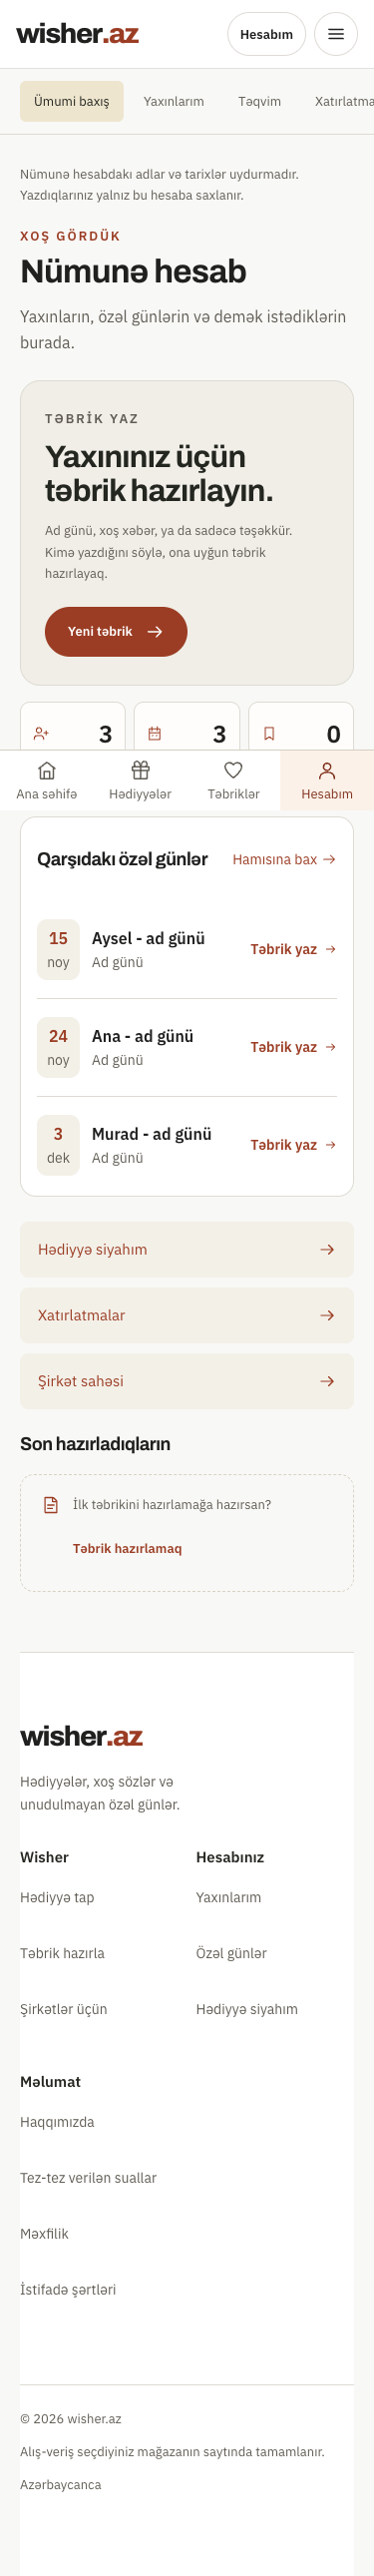 wisher.az
Hesabım
Ümumi baxış
Yaxınlarım
Təqvim
Xatırlatma
Nümunə hesabdakı adlar və tarixlər uydurmadır.
Yazdıqlarınız yalnız bu hesaba saxlanır.
XOŞ GÖRDÜK
Nümunə hesab
Yaxınların, özəl günlərin və demək istədiklərin
burada.
TƏBRİK YAZ
Yaxınınız üçün
təbrik hazırlayın.
Ad günü, xoş xəbər, ya da sadəcə təşəkkür.
Kimə yazdığını söylə, ona uyğun təbrik
hazırlayaq.
Yeni təbrik
3
3
0
Ana səhifə
Hədiyyələr
Təbriklər
Hesabım
Qarşıdakı özəl günlər
Hamısına bax
15
noy
Aysel - ad günü
Ad günü
Təbrik yaz
24
noy
Ana - ad günü
Ad günü
Təbrik yaz
3
dek
Murad - ad günü
Ad günü
Təbrik yaz
Hədiyyə siyahım
Xatırlatmalar
Şirkət sahəsi
Son hazırladıqların
İlk təbrikini hazırlamağa hazırsan?
Təbrik hazırlamaq
wisher.az
Hədiyyələr, xoş sözlər və
unudulmayan özəl günlər.
Wisher
Hədiyyə tap
Təbrik hazırla
Şirkətlər üçün
Hesabınız
Yaxınlarım
Özəl günlər
Hədiyyə siyahım
Məlumat
Haqqımızda
Tez-tez verilən suallar
Məxfilik
İstifadə şərtləri
© 2026 wisher.az
Alış-veriş seçdiyiniz mağazanın saytında tamamlanır.
Azərbaycanca